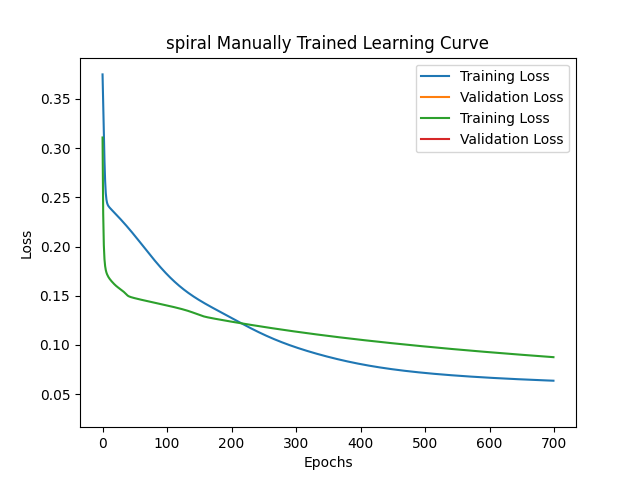 spiral Manually Trained Learning Curve
Training Loss
Validation Loss
Training Loss
Validation Loss
Loss
0.35
0.30
0.25
0.20
0.15
0.10
0.05
0 100 200 300 400 500 600 700
Epochs